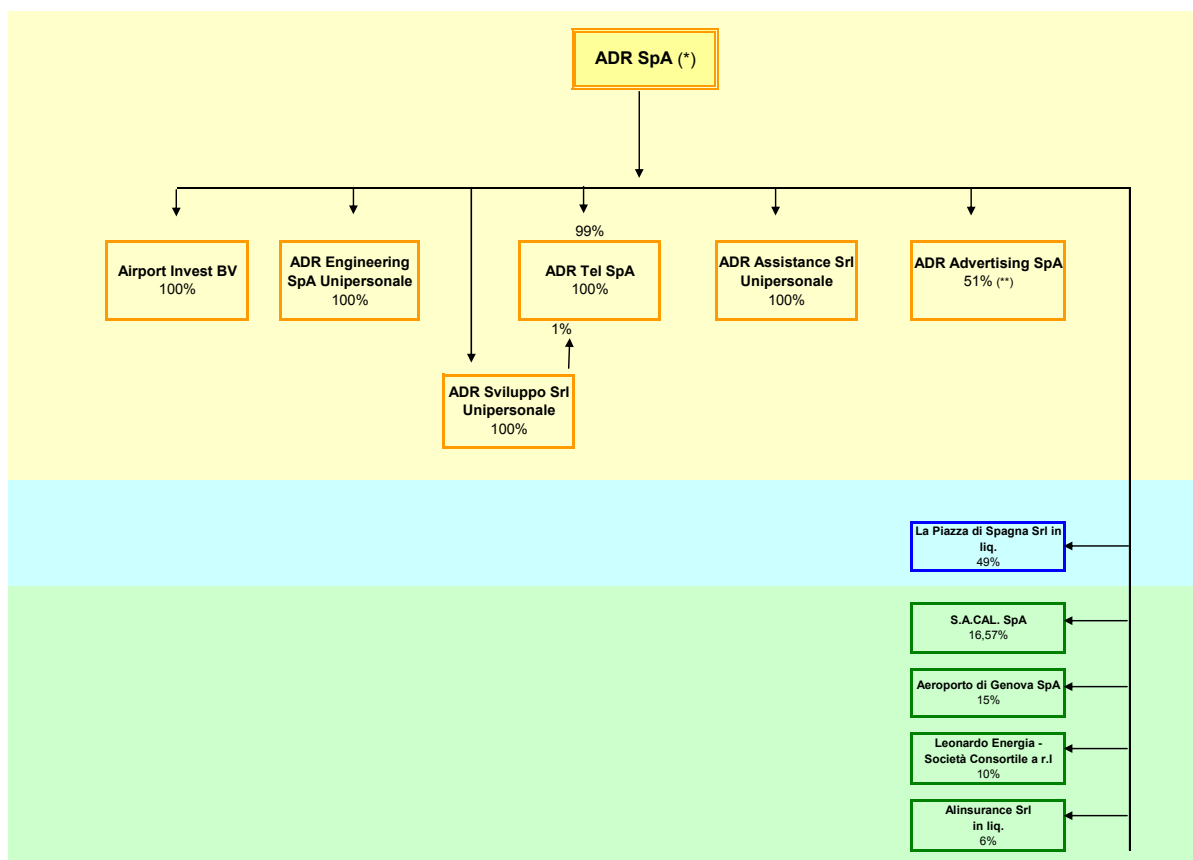 ADR SpA (*)
99%
Airport Invest BV
100%
ADR Engineering
SpA Unipersonale
100%
ADR Tel SpA
100%
ADR Assistance Srl
Unipersonale
100%
ADR Advertising SpA
51% (**)
1%
ADR Sviluppo Srl
Unipersonale
100%
La Piazza di Spagna Srl in
liq.
49%
S.A.CAL. SpA
16,57%
Aeroporto di Genova SpA
15%
Leonardo Energia -
Società Consortile a r.l
10%
Alinsurance Srl
in liq.
6%